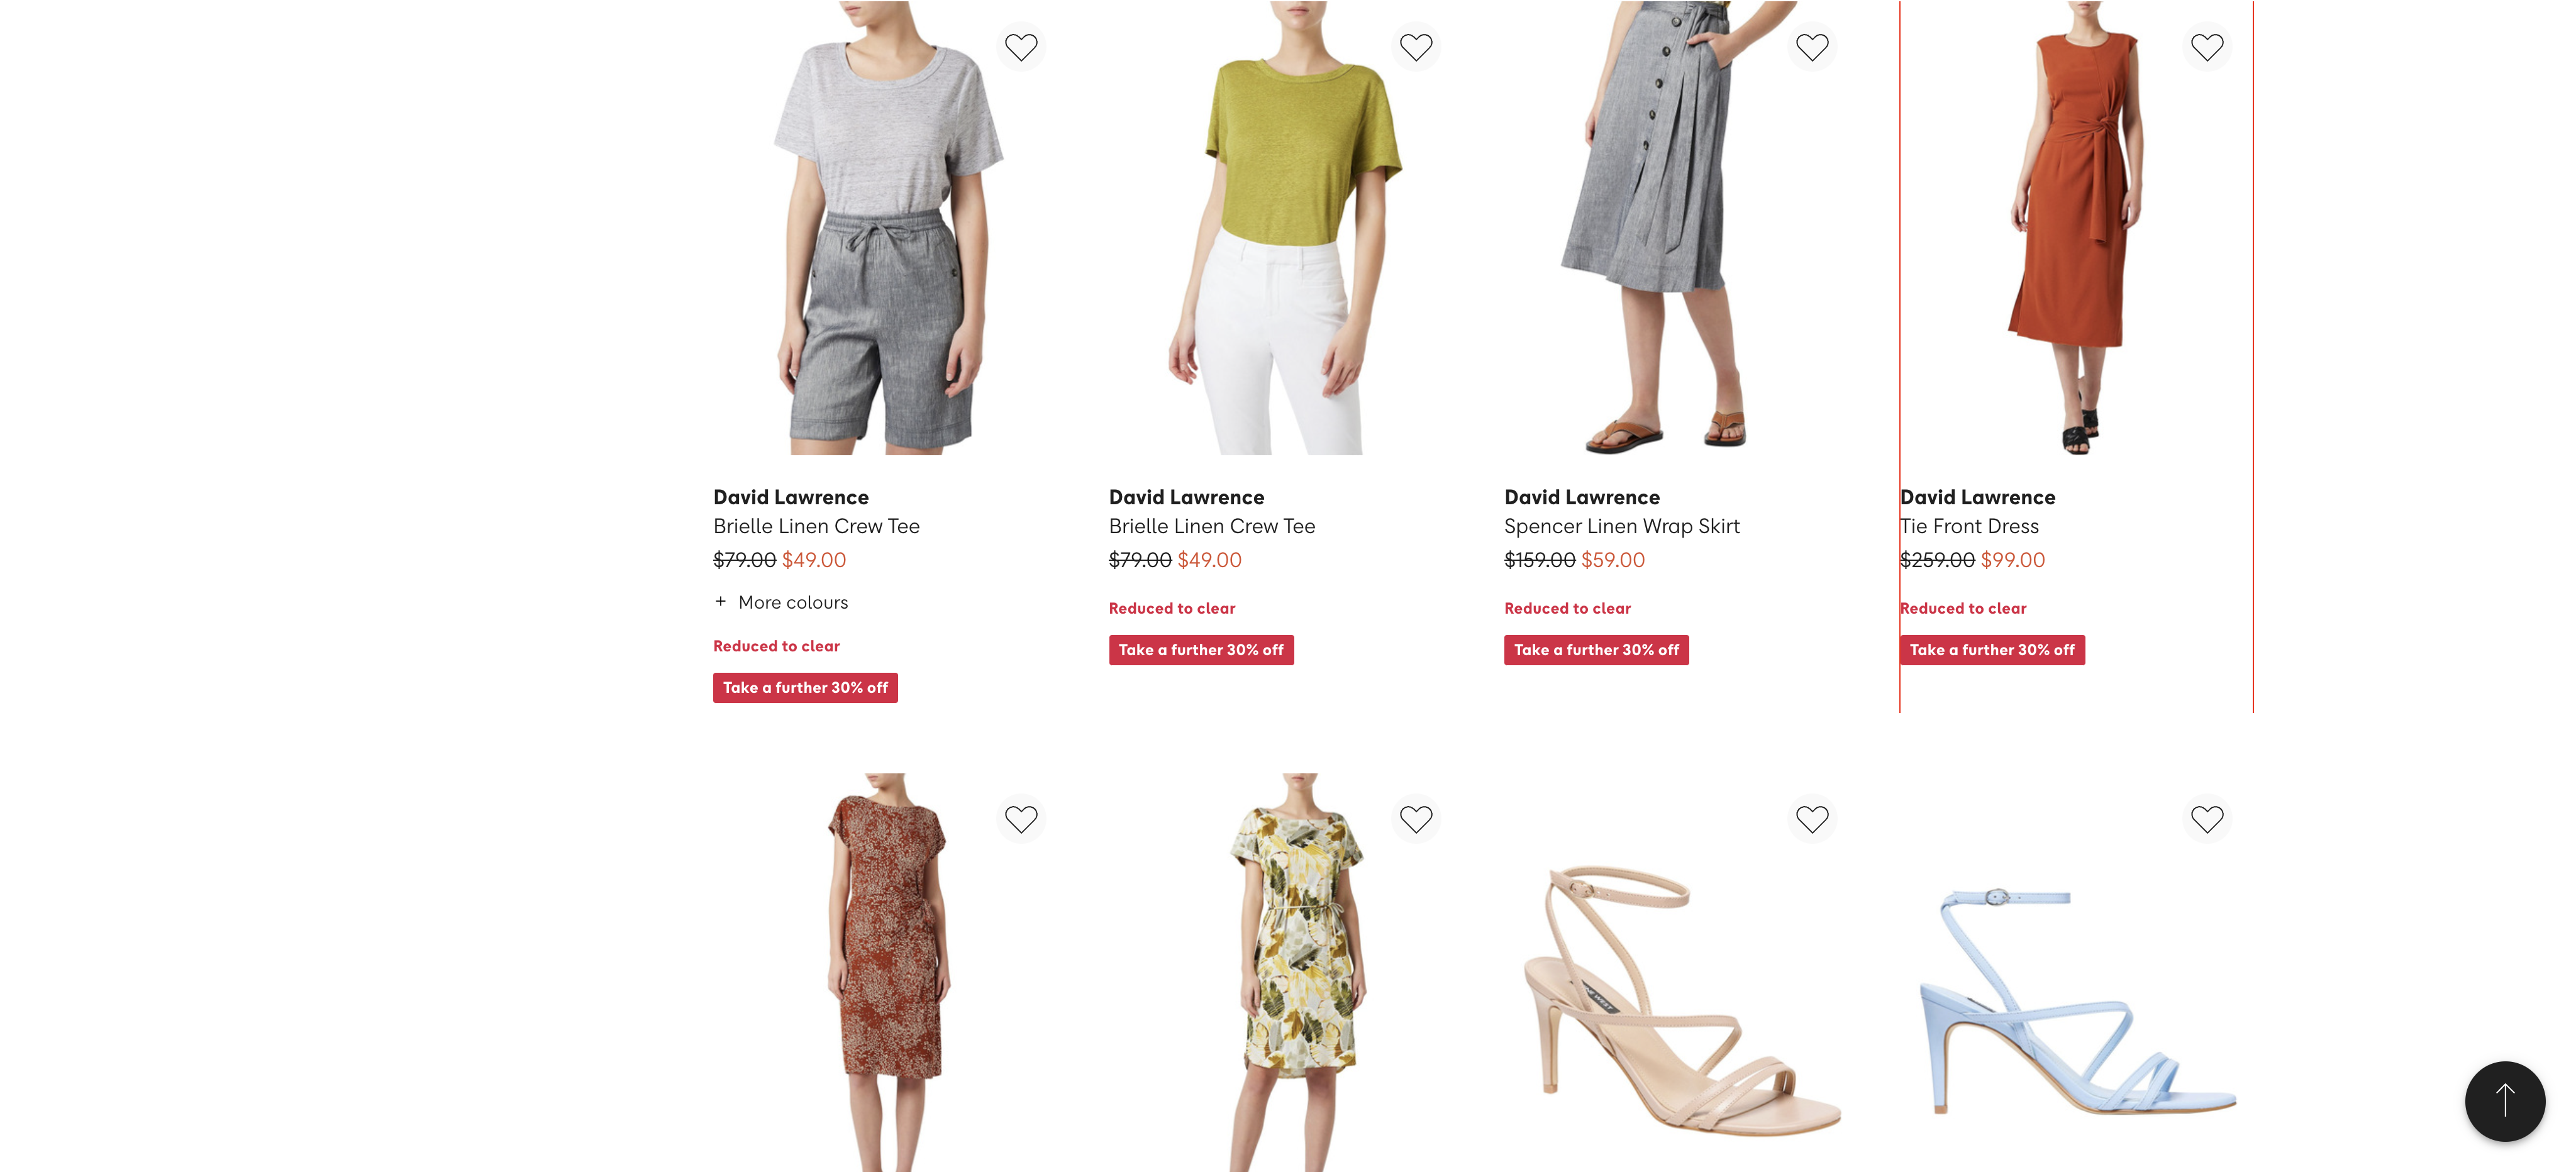 David Lawrence
Brielle Linen Crew Tee
$79.00 $49.00
+ More colours
Reduced to clear
Take a further 30% off
David Lawrence
Brielle Linen Crew Tee
$79.00 $49.00
Reduced to clear
Take a further 30% off
David Lawrence
Spencer Linen Wrap Skirt
$159.00 $59.00
Reduced to clear
Take a further 30% off
David Lawrence
Tie Front Dress
$259.00 $99.00
Reduced to clear
Take a further 30% off
WEST